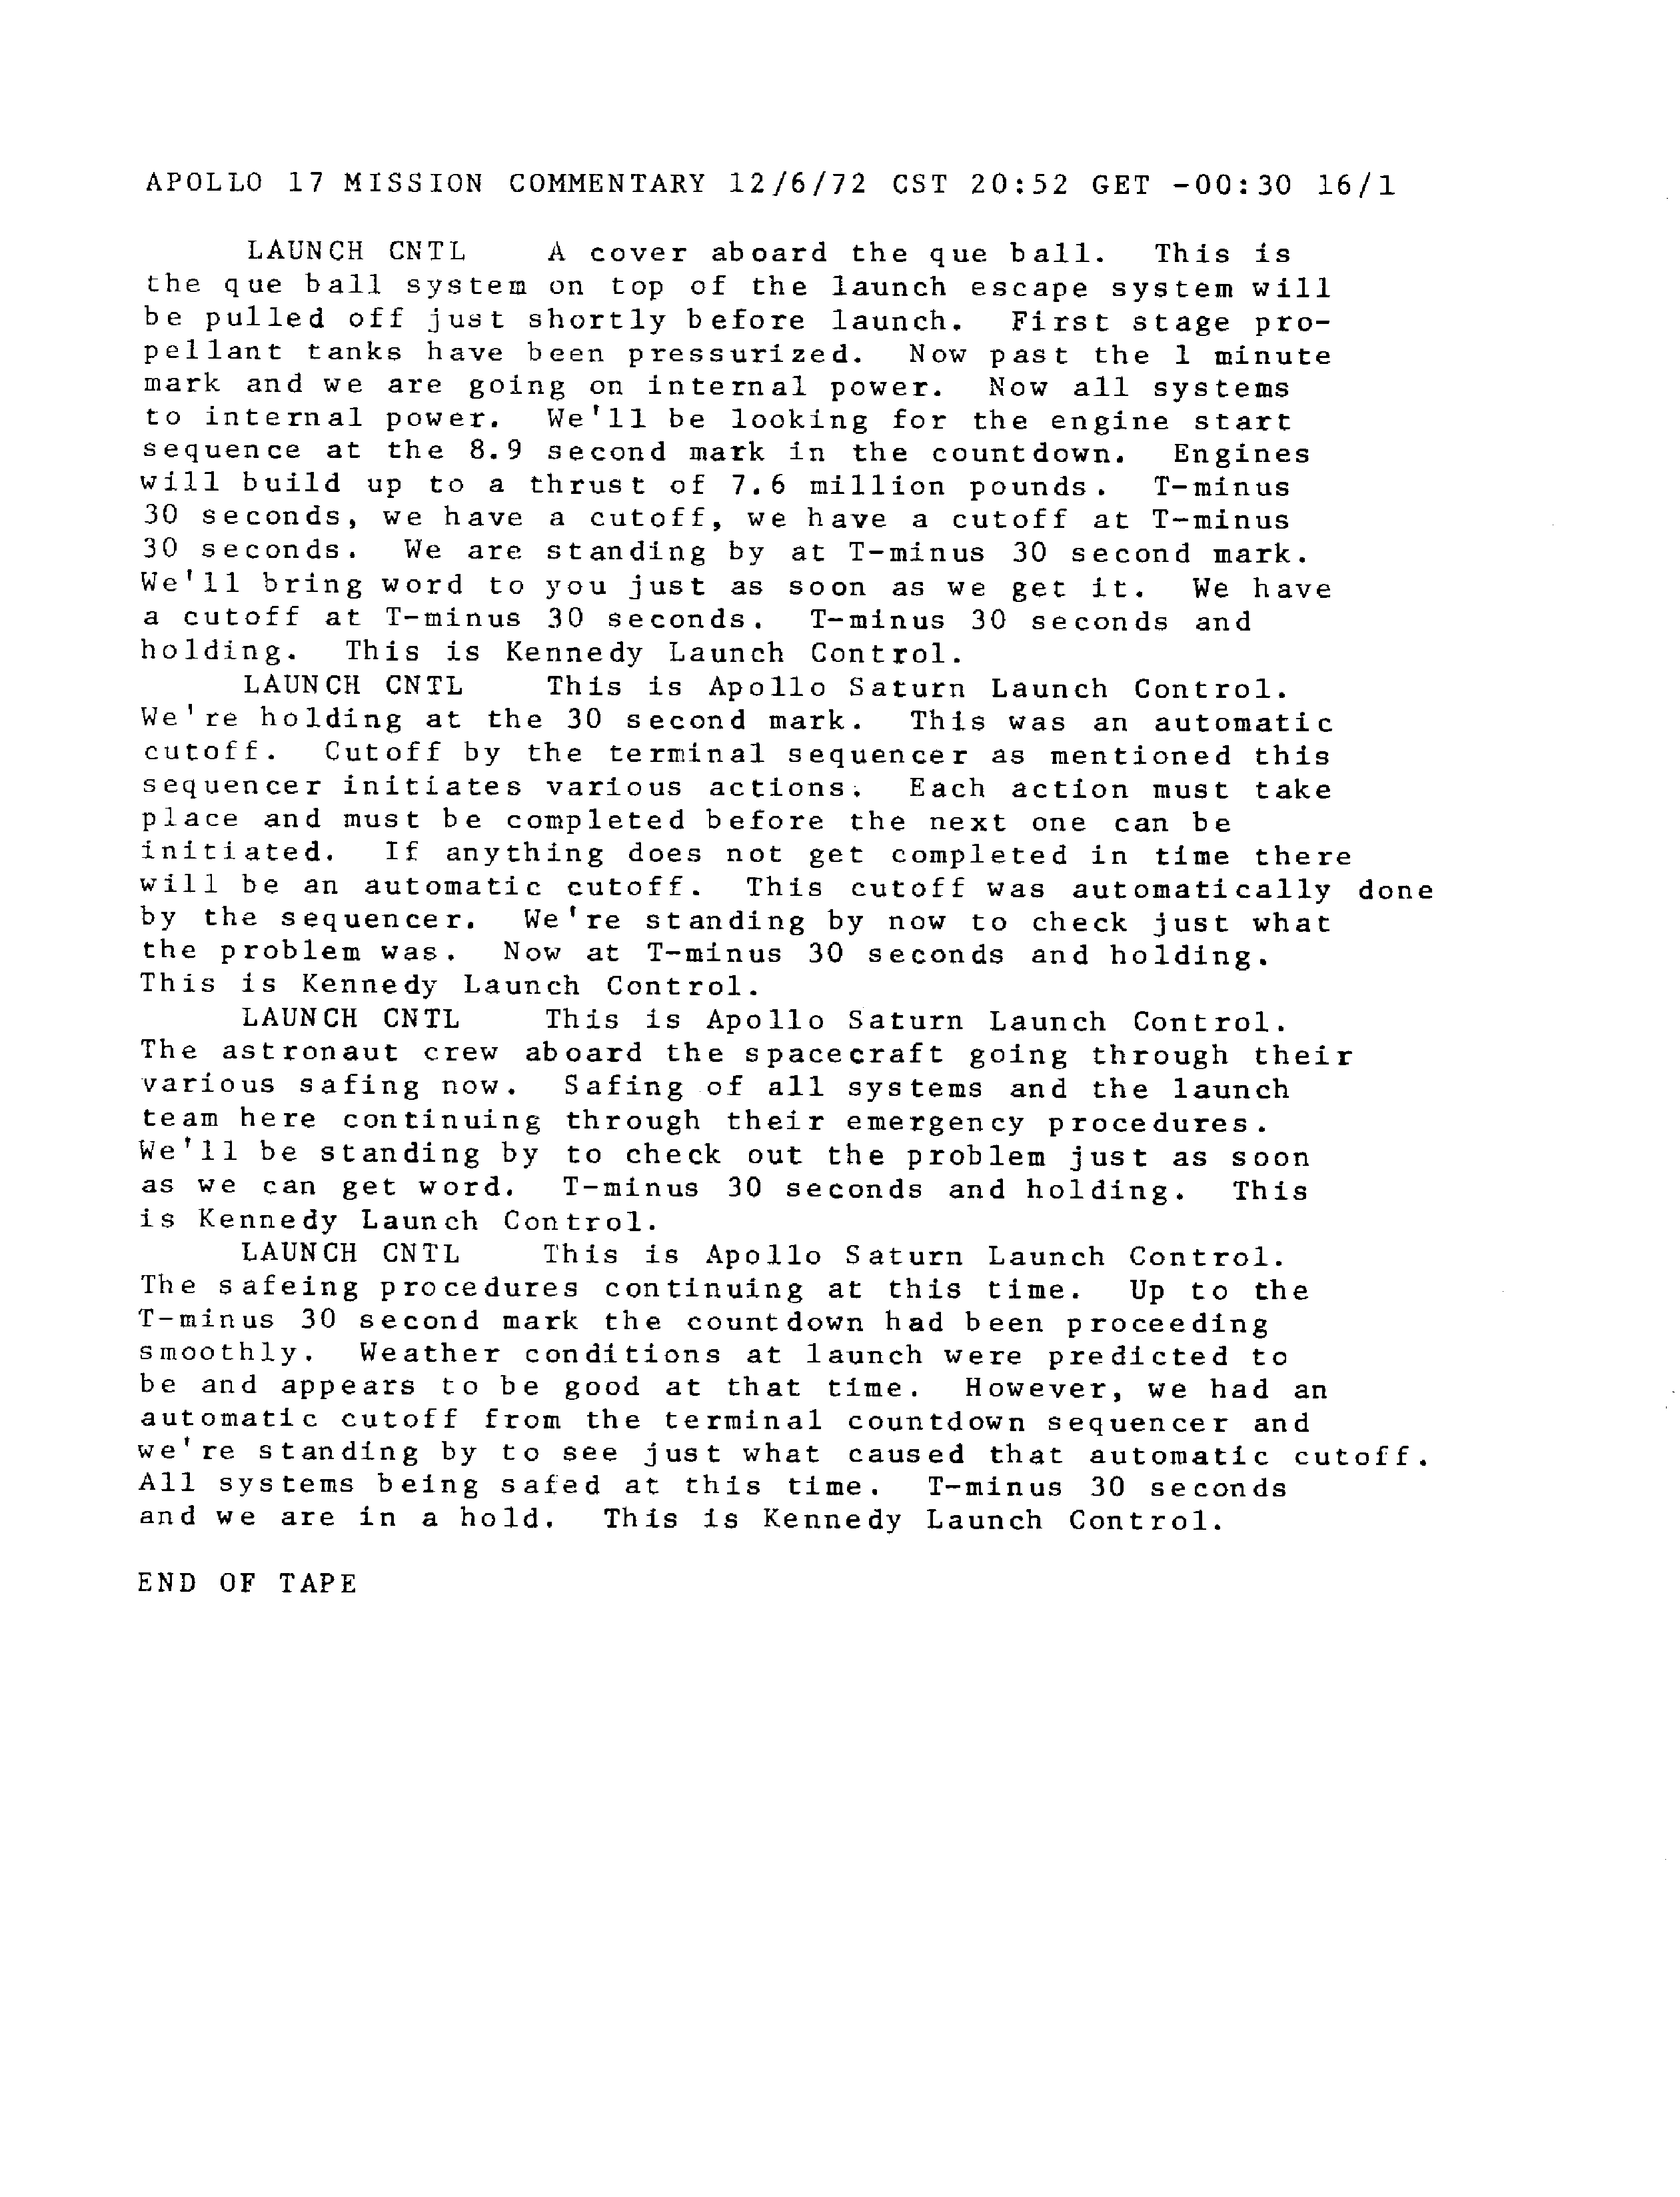 APOLLO 17 MISSION COMMENTARY 12/6/72 CST 20:52 GET -00:30 16/1
LAUNCH CNTL A cover aboard the que ball. This is
the que ball system on top of the launch escape system will
be pulled off just shortly before launch. First stage pro-
pellant tanks have been pressurized. Now past the 1 minute
mark and we are going on internal power. Now all systems
to internal power. We'll be looking for the engine start
sequence at the 8.9 second mark in the countdown. Engines
will build up to a thrust of 7.6 million pounds. T-minus
30 seconds, we have a cutoff, we have a cutoff at T-minus
30 seconds. We are standing by at T-minus 30 second mark.
We'll bring word to you just as soon as we get it. We have
a cutoff at T-minus 30 seconds. T-minus 30 seconds and
holding. This is Kennedy Launch Control.
LAUNCH CNTL This is Apollo Saturn Launch Control.
We're holding at the 30 second mark. This was an automatic
cutoff. Cutoff by the terminal sequencer as mentioned this
sequencer initiates various actions. Each action must take
place and must be completed before the next one can be
initiated. If anything does not get completed in time there
will be an automatic cutoff. This cutoff was automatically done
by the sequencer. We're standing by now to check just what
the problem was. Now at T-minus 30 seconds and holding.
This is Kennedy Launch Control.
LAUNCH CNTL This is Apollo Saturn Launch Control.
The astronaut crew aboard the spacecraft going through their
various safing now. Safing of all systems and the launch
team here continuing through their emergency procedures.
We'll be standing by to check out the problem just as soon
as we can get word. T-minus 30 seconds and holding. This
is Kennedy Launch Control.
LAUNCH CNTL This is Apollo Saturn Launch Control.
The safeing procedures continuing at this time. Up to the
T-minus 30 second mark the countdown had been proceeding
smoothly. Weather conditions at launch were predicted to
be and appears to be good at that time. However, we had an
automatic cutoff from the terminal countdown sequencer and
we're standing by to see just what caused that automatic cutoff.
All systems being safed at this time. T-minus 30 seconds
and we are in a hold. This is Kennedy Launch Control.
END OF TAPE